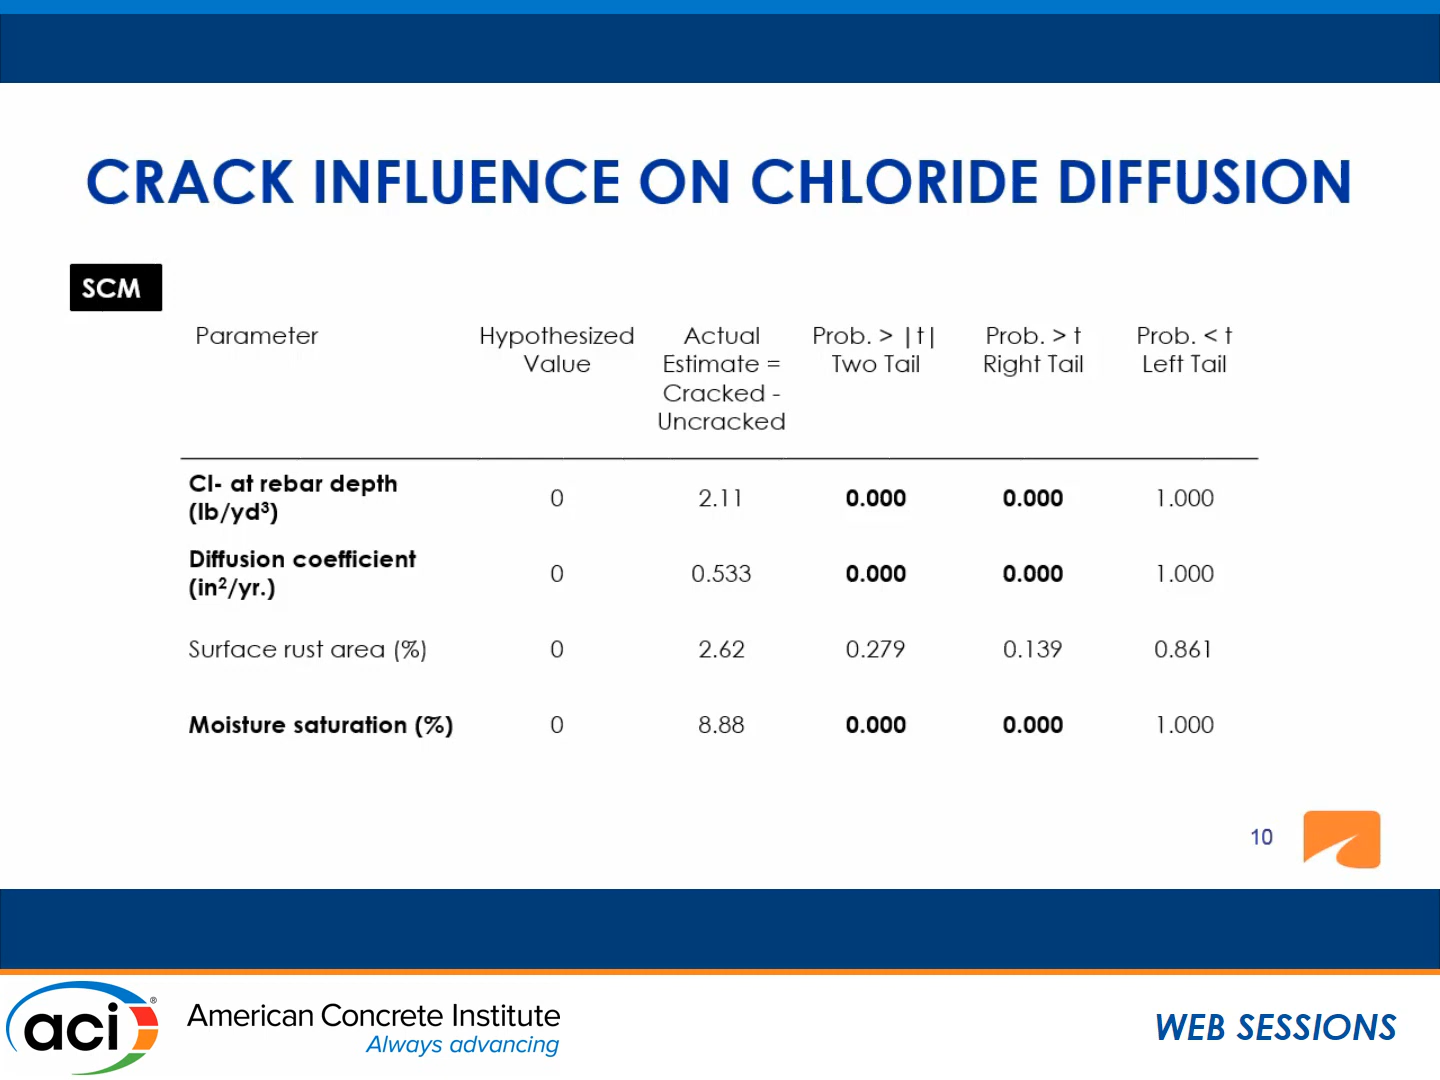 CRACK INFLUENCE ON CHLORIDE DIFFUSION
SCM
Parameter
Hypothesized
Value
Actual
Estimate =
Cracked -
Uncracked
Prob. > |t|
Two Tail
Prob. > t
Right Tail
Prob. < t
Left Tail
Cl- at rebar depth
(lb/yd³)
0
2.11
0.000
0.000
1.000
Diffusion coefficient
(in²/yr.)
0
0.533
0.000
0.000
1.000
Surface rust area (%)
0
2.62
0.279
0.139
0.861
Moisture saturation (%)
0
8.88
0.000
0.000
1.000
10
aci®
American Concrete Institute
Always advancing
WEB SESSIONS